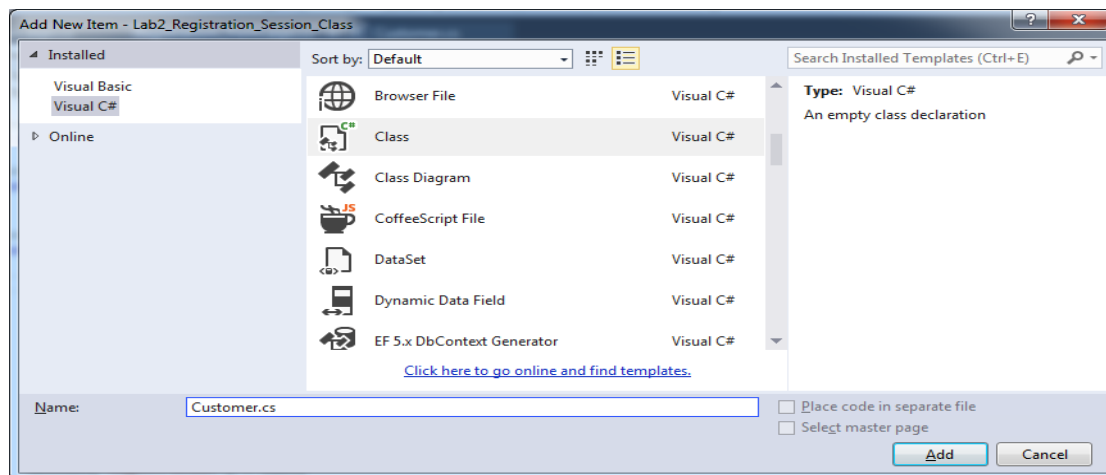 Add New Item - Lab2_Registration_Session_Class
Installed
Visual Basic
Visual C#
Online
Sort by: Default
Browser File Visual C#
C# Class Visual C#
Class Diagram Visual C#
JS CoffeeScript File Visual C#
DataSet Visual C#
Dynamic Data Field Visual C#
EF 5.x DbContext Generator Visual C#
Click here to go online and find templates.
Search Installed Templates (Ctrl+E)
Type: Visual C#
An empty class declaration
Name: Customer.cs
Place code in separate file
Select master page
Add Cancel